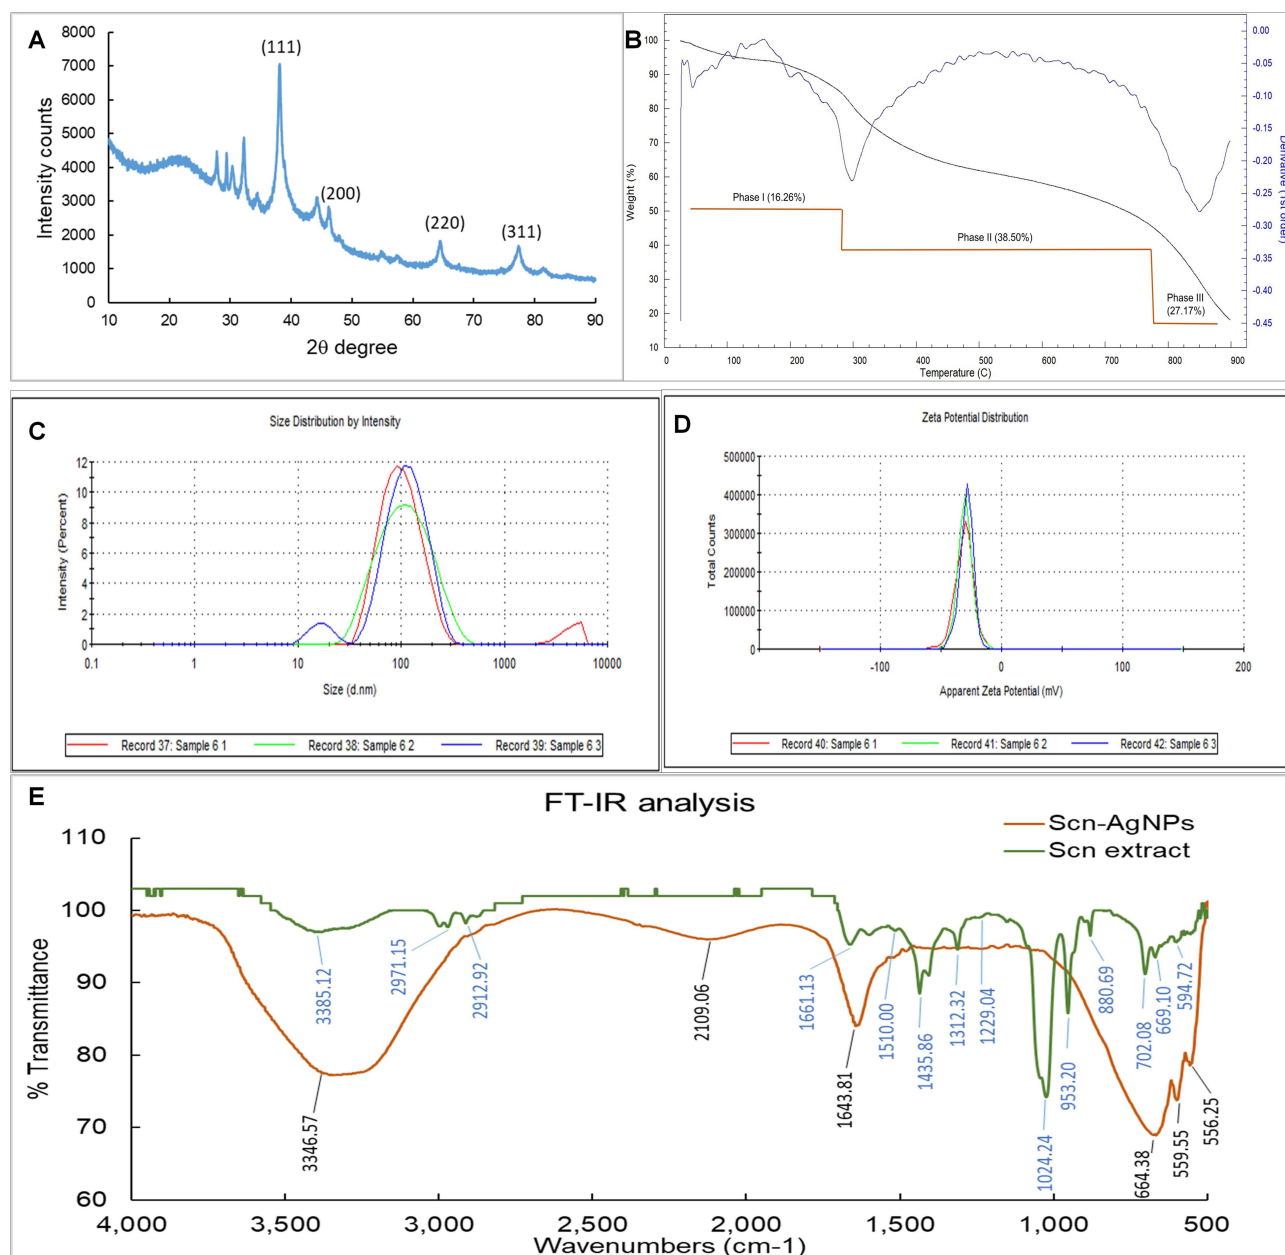 A
8000
7000
6000
5000
4000
3000
2000
1000
0
Intensity counts
(111)
(200)
(220)
(311)
10 20 30 40 50 60 70 80 90
2θ degree
B
100
90
80
70
60
50
40
30
20
10
Weight (%)
Phase I (16.26%)
Phase II (38.50%)
Phase III
(27.17%)
0.00
-0.05
-0.10
-0.15
-0.20
-0.25
-0.30
-0.35
-0.40
-0.45
Derivative (1st order)
0 100 200 300 400 500 600 700 800 900
Temperature (C)
C
Size Distribution by Intensity
12
10
8
6
4
2
0
Intensity (Percent)
0.1 1 10 100 1000 10000
Size (d.nm)
Record 37: Sample 6 1 Record 38: Sample 6 2 Record 39: Sample 6 3
D
Zeta Potential Distribution
500000
400000
300000
200000
100000
0
Total Counts
-100 0 100 200
Apparent Zeta Potential (mV)
Record 40: Sample 6 1 Record 41: Sample 6 2 Record 42: Sample 6 3
E
FT-IR analysis
Scn-AgNPs
Scn extract
110
100
90
80
70
60
% Transmittance
3385.12
3346.57
2971.15
2912.92
2109.06
1661.13
1643.81
1510.00
1435.86
1312.32
1229.04
1024.24
953.20
880.69
702.08
669.10
594.72
664.38
559.55
556.25
4,000 3,500 3,000 2,500 2,000 1,500 1,000 500
Wavenumbers (cm-1)